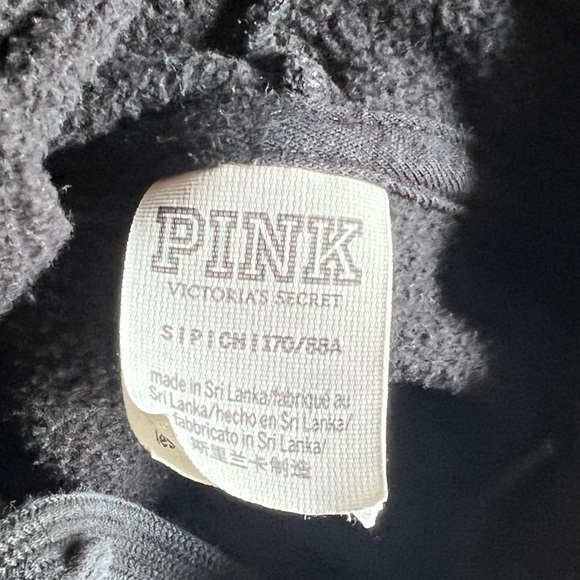 PINK
VICTORIA'S SECRET
S|P|CH|170/88A
made in Sri Lanka/fabriqué au
Sri Lanka/hecho en Sri Lanka/
fabbricato in Sri Lanka/
斯里兰卡制造
les